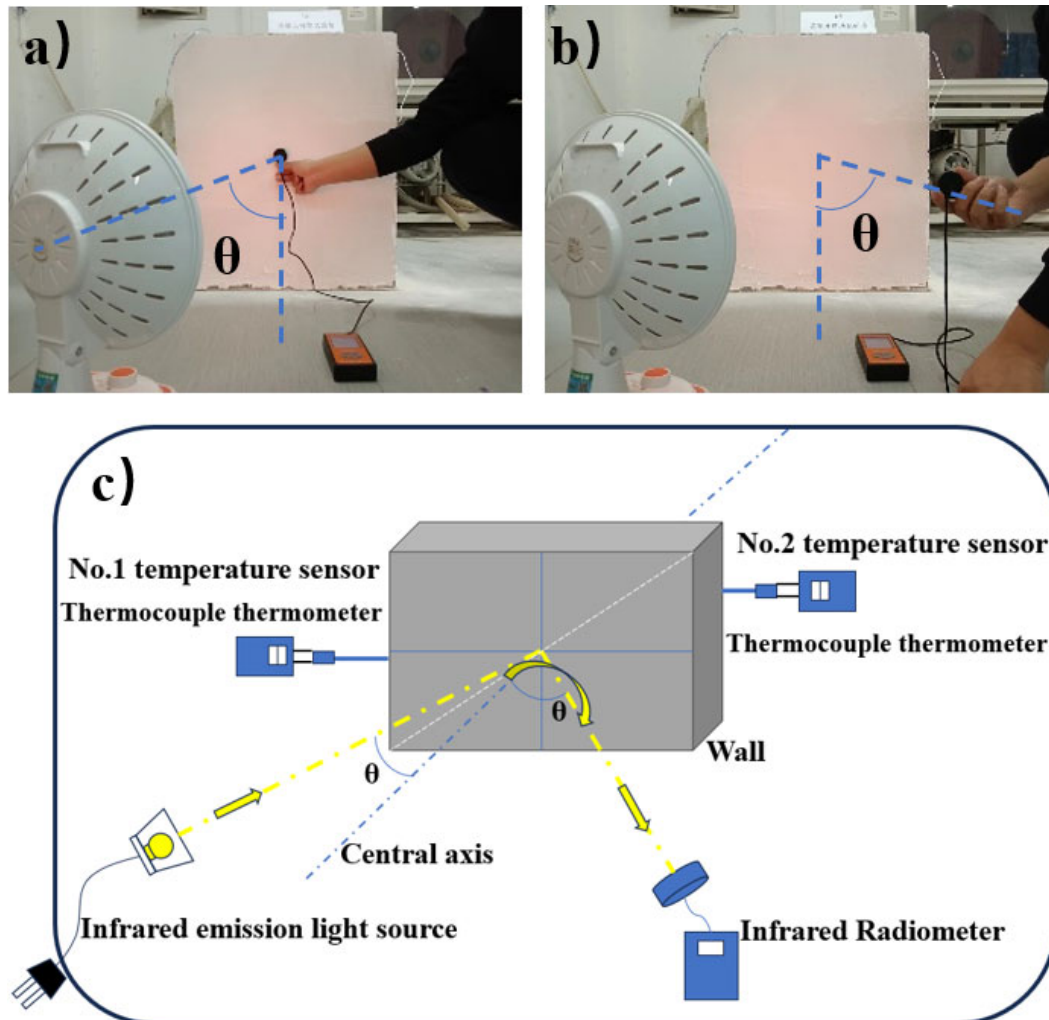 a)
θ
b)
θ
c)
No.1 temperature sensor
Thermocouple thermometer
No.2 temperature sensor
Thermocouple thermometer
θ
Wall
θ
Central axis
Infrared emission light source
Infrared Radiometer